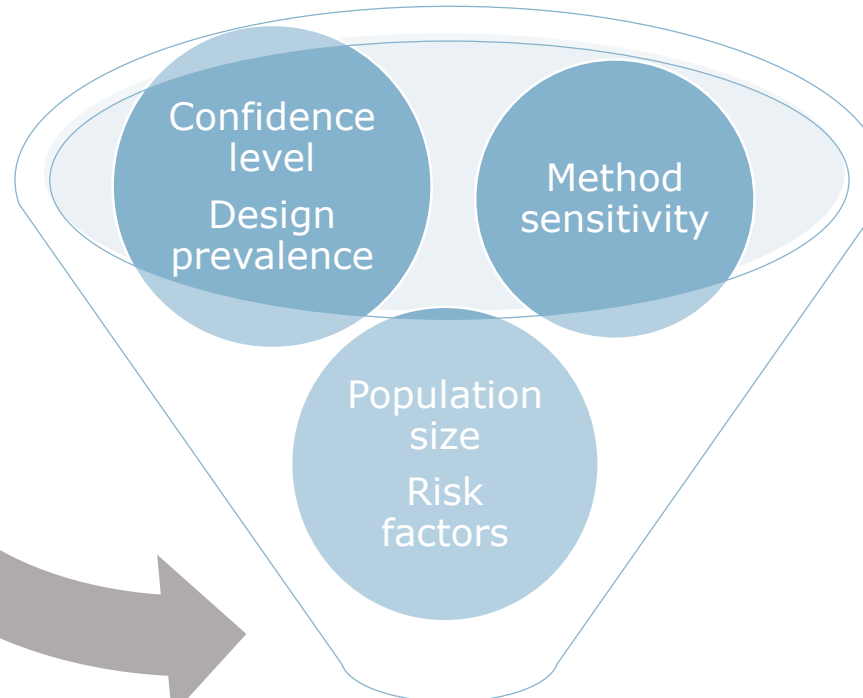 Confidence
level
Design
prevalence
Method
sensitivity
Population
size
Risk
factors